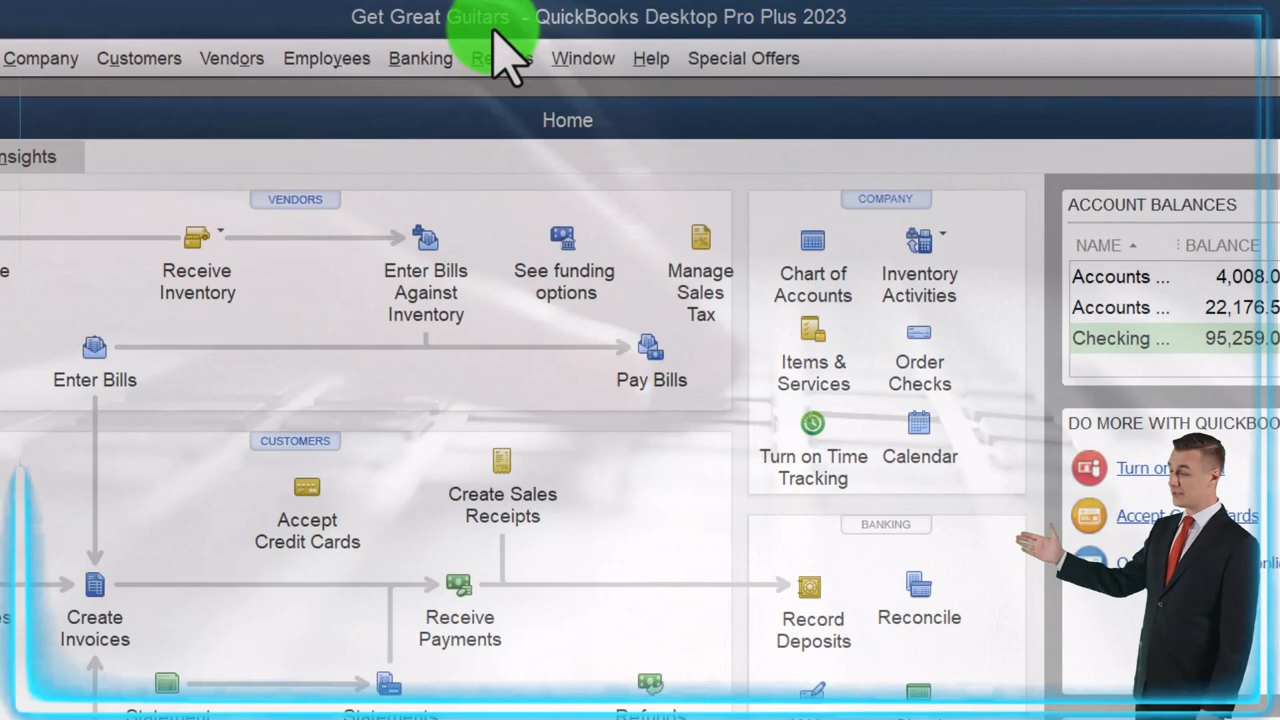 Get Great Guitars - QuickBooks Desktop Pro Plus 2023
Company Customers Vendors Employees Banking Window Help Special Offers
Home
nsights
VENDORS
Receive
Inventory
Enter Bills
Against
Inventory
See funding
options
Manage
Sales
Tax
Enter Bills
Pay Bills
COMPANY
Chart of
Accounts
Inventory
Activities
Items &
Services
Order
Checks
Turn on Time
Tracking
Calendar
ACCOUNT BALANCES
NAME BALANCE
Accounts ... 4,008.0
Accounts ... 22,176.5
Checking ... 95,259.0
DO MORE WITH QUICKBOO
Turn on
Accept
CUSTOMERS
Accept
Credit Cards
Create Sales
Receipts
Create
Invoices
Receive
Payments
BANKING
Record
Deposits
Reconcile